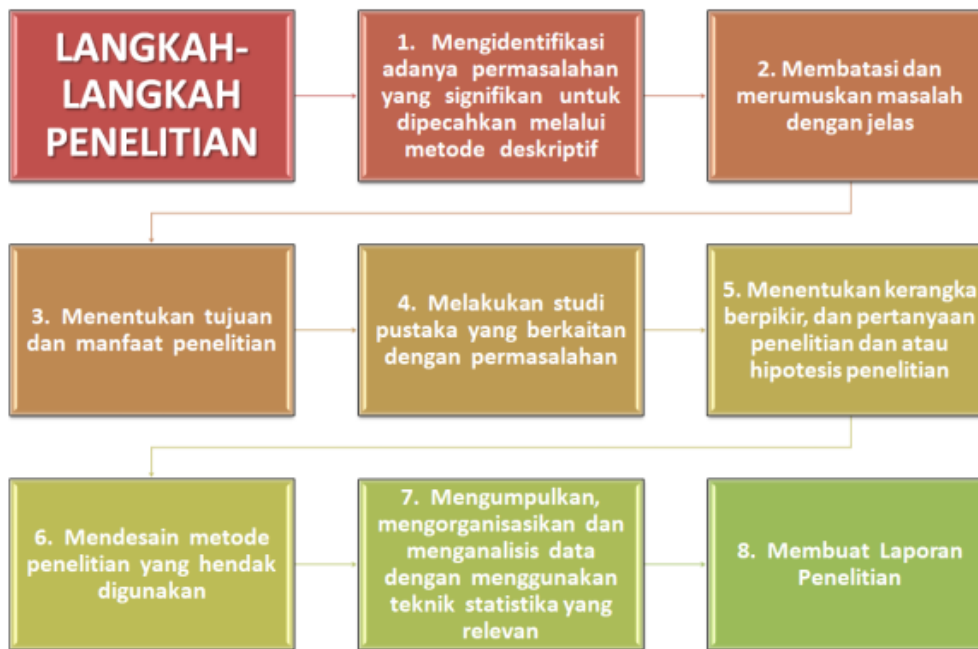 LANGKAH-
LANGKAH
PENELITIAN
1. Mengidentifikasi
adanya permasalahan
yang signifikan untuk
dipecahkan melalui
metode deskriptif
2. Membatasi dan
merumuskan masalah
dengan jelas
3. Menentukan tujuan
dan manfaat penelitian
4. Melakukan studi
pustaka yang berkaitan
dengan permasalahan
5. Menentukan kerangka
berpikir, dan pertanyaan
penelitian dan atau
hipotesis penelitian
6. Mendesain metode
penelitian yang hendak
digunakan
7. Mengumpulkan,
mengorganisasikan dan
menganalisis data
dengan menggunakan
teknik statistika yang
relevan
8. Membuat Laporan
Penelitian